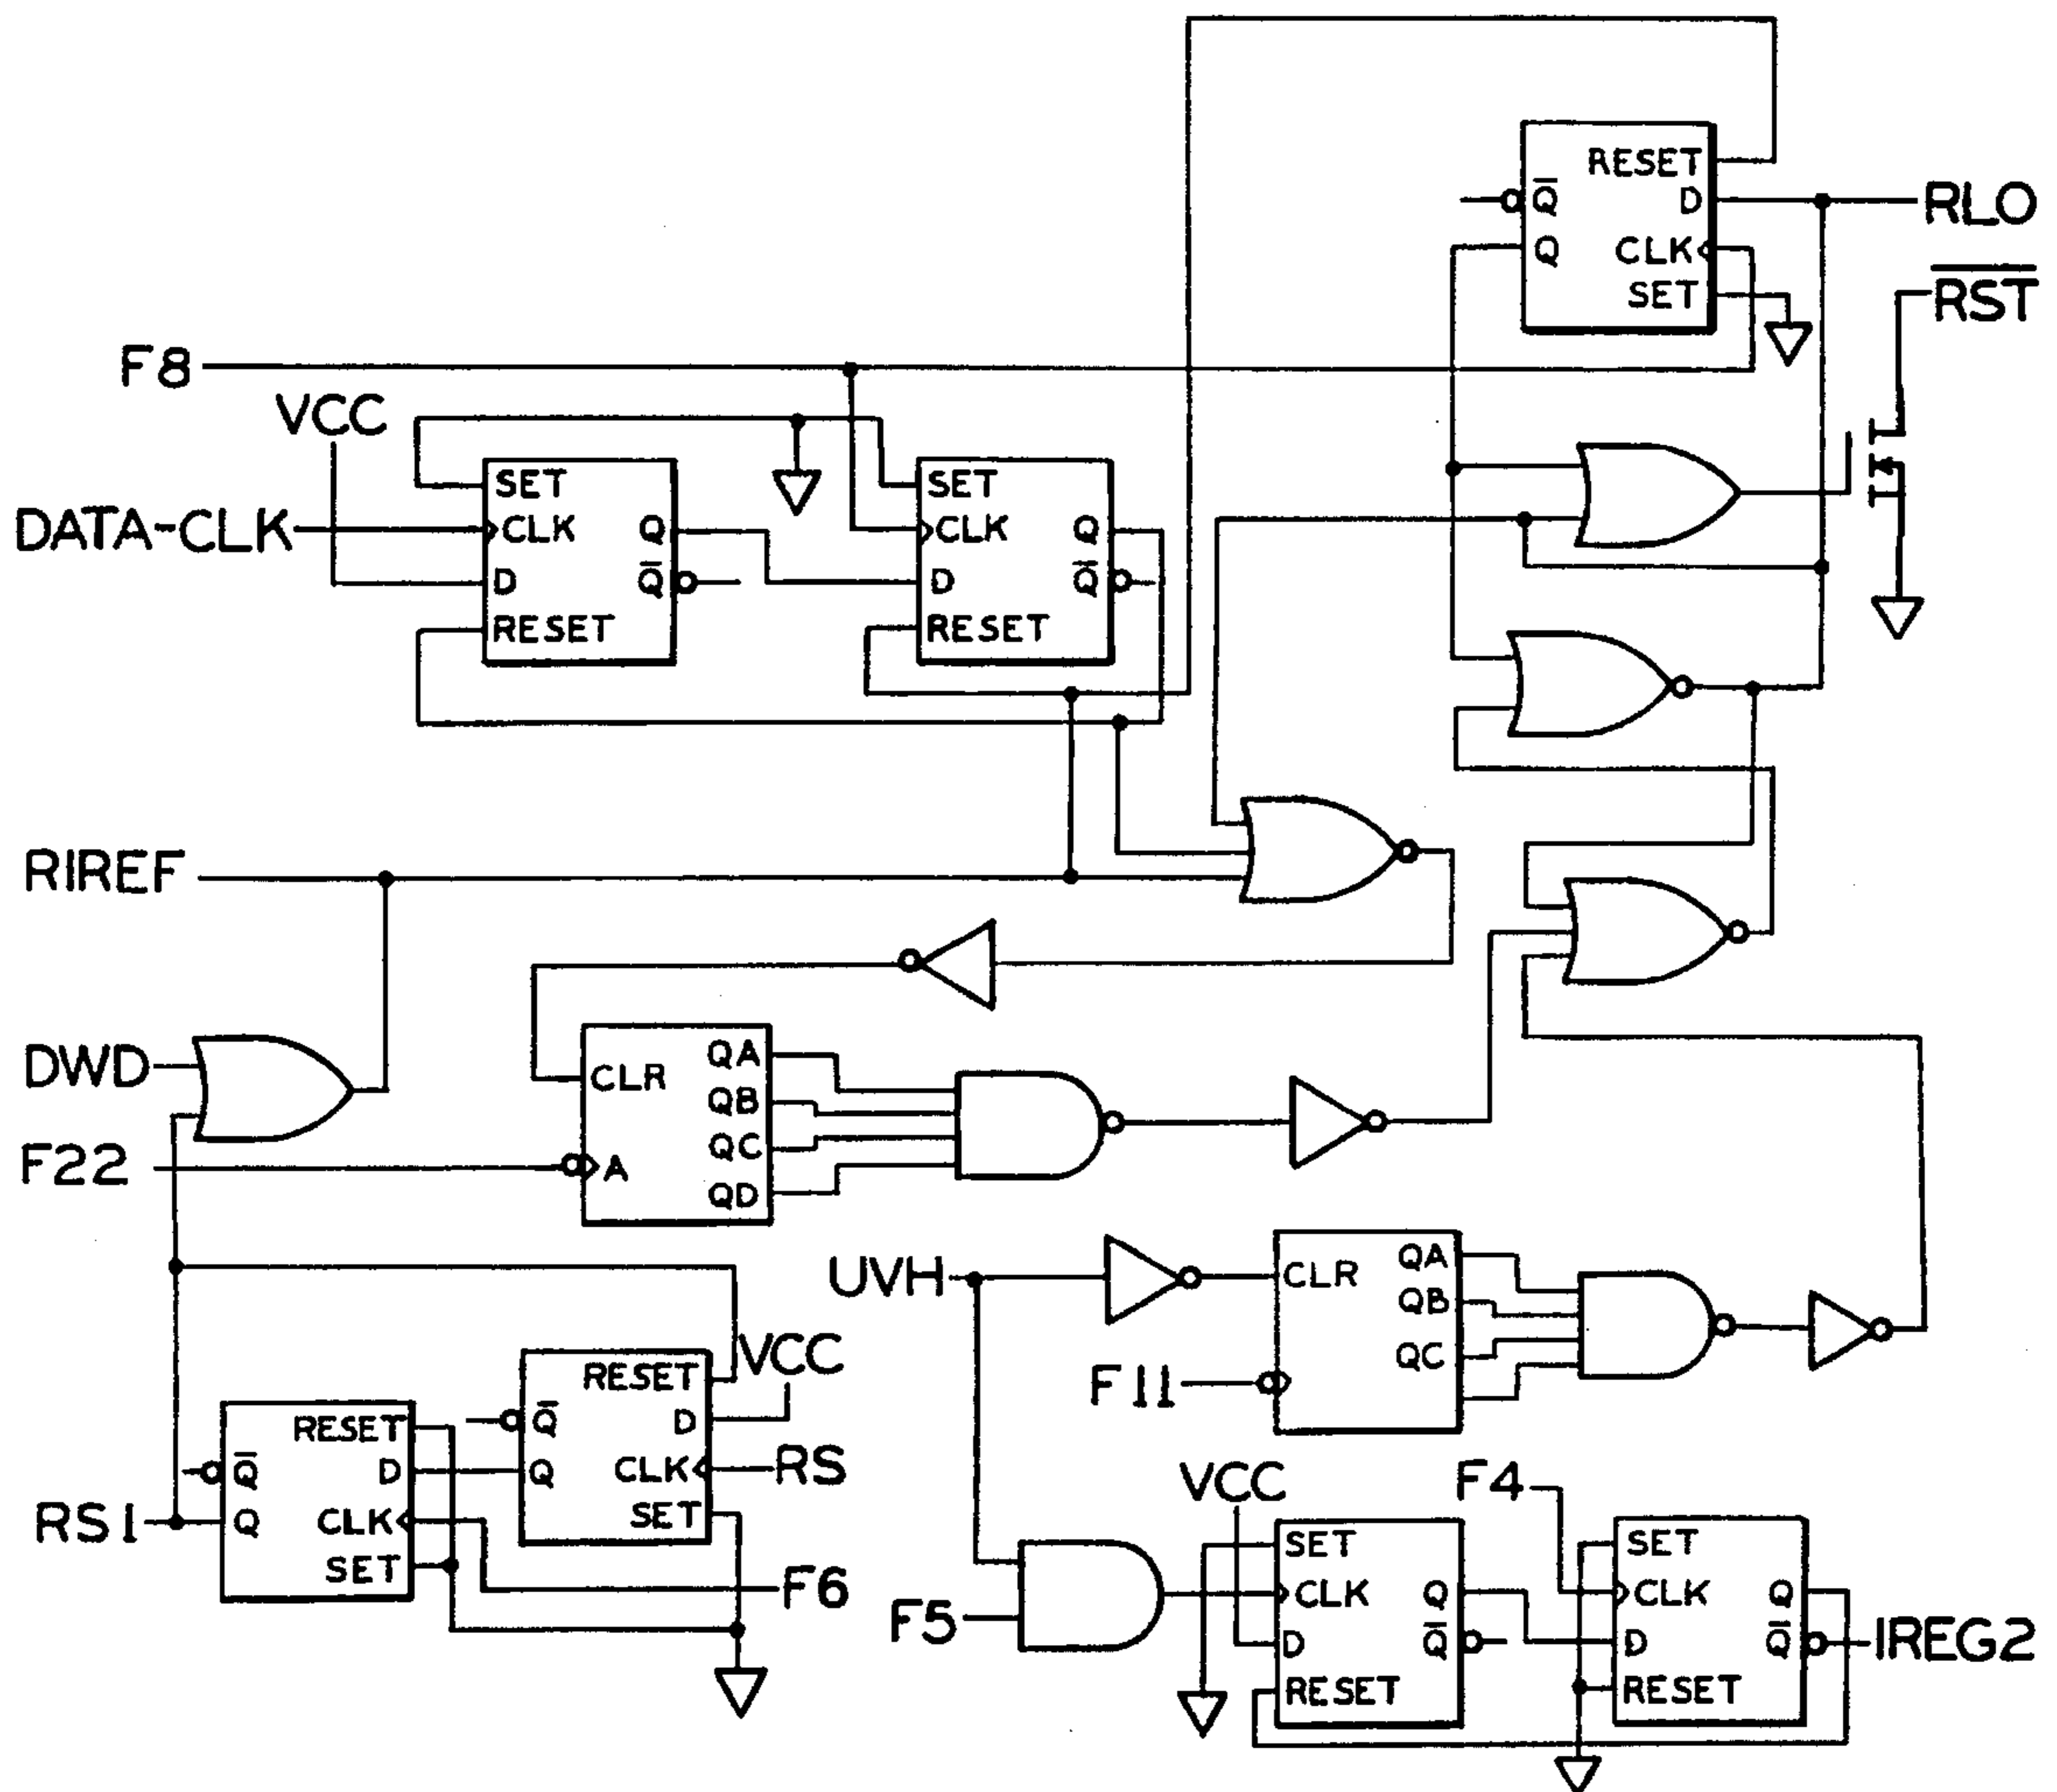 RESET
Q̅
D
RLO
Q
CLK
SET
R̅S̅T̅
F8
VCC
SET
DATA-CLK
CLK
Q
D
Q̅
RESET
SET
CLK
Q
D
Q̅
RESET
RIREF
DWD
F22
CLR
A
QA
QB
QC
QD
UVH
CLR
QA
QB
QC
F11
RESET
VCC
Q̅
D
Q
CLK
RS
SET
RESET
Q̅
D
RS1
Q
CLK
SET
F6
VCC
F4
F5
SET
CLK
Q
D
Q̅
RESET
SET
CLK
Q
D
Q̅
IREG2
RESET